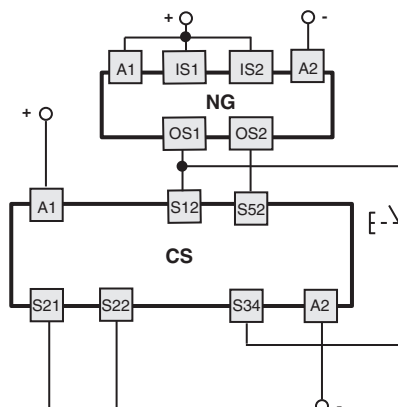 + -
A1 IS1 IS2 A2
NG
OS1 OS2
+
A1 S12 S52
CS
S21 S22 S34 A2
-